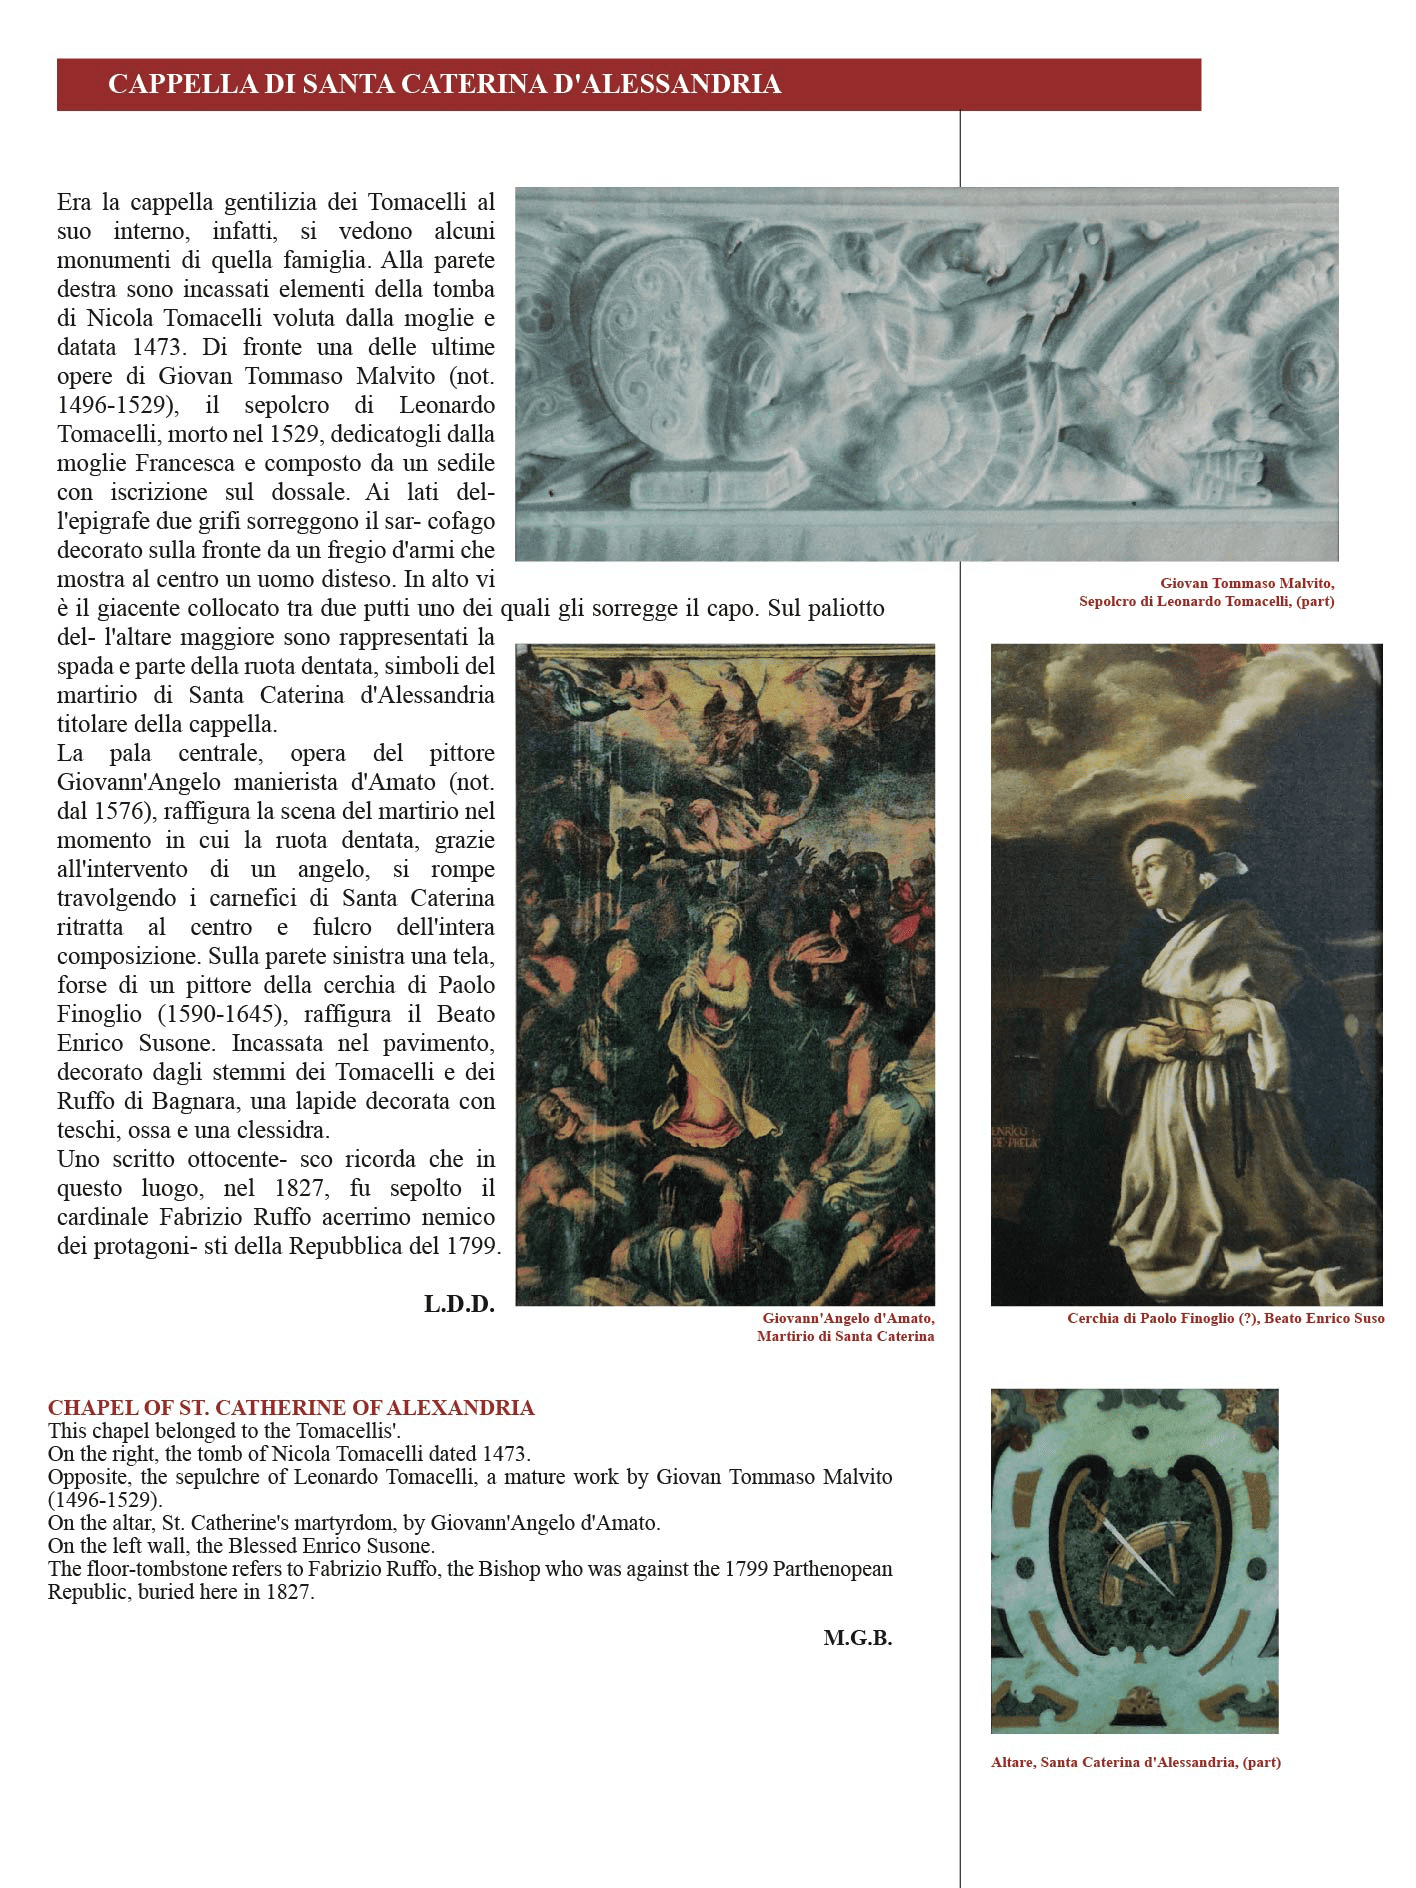 CAPPELLA DI SANTA CATERINA D'ALESSANDRIA
Era la cappella gentilizia dei Tomacelli al
suo interno, infatti, si vedono alcuni
monumenti di quella famiglia. Alla parete
destra sono incassati elementi della tomba
di Nicola Tomacelli voluta dalla moglie e
datata 1473. Di fronte una delle ultime
opere di Giovan Tommaso Malvito (not.
1496-1529), il sepolcro di Leonardo
Tomacelli, morto nel 1529, dedicatogli dalla
moglie Francesca e composto da un sedile
con iscrizione sul dossale. Ai lati del-
l'epigrafe due grifi sorreggono il sar- cofago
decorato sulla fronte da un fregio d'armi che
mostra al centro un uomo disteso. In alto vi
è il giacente collocato tra due putti uno dei quali gli sorregge il capo. Sul paliotto
del- l'altare maggiore sono rappresentati la
spada e parte della ruota dentata, simboli del
martirio di Santa Caterina d'Alessandria
titolare della cappella.
La pala centrale, opera del pittore
Giovann'Angelo manierista d'Amato (not.
dal 1576), raffigura la scena del martirio nel
momento in cui la ruota dentata, grazie
all'intervento di un angelo, si rompe
travolgendo i carnefici di Santa Caterina
ritratta al centro e fulcro dell'intera
composizione. Sulla parete sinistra una tela,
forse di un pittore della cerchia di Paolo
Finoglio (1590-1645), raffigura il Beato
Enrico Susone. Incassata nel pavimento,
decorato dagli stemmi dei Tomacelli e dei
Ruffo di Bagnara, una lapide decorata con
teschi, ossa e una clessidra.
Uno scritto ottocente- sco ricorda che in
questo luogo, nel 1827, fu sepolto il
cardinale Fabrizio Ruffo acerrimo nemico
dei protagoni- sti della Repubblica del 1799.
L.D.D.
Giovan Tommaso Malvito,
Sepolcro di Leonardo Tomacelli, (part)
Giovann'Angelo d'Amato,
Martirio di Santa Caterina
ENRICO
DE PREDIC
Cerchia di Paolo Finoglio (?), Beato Enrico Suso
CHAPEL OF ST. CATHERINE OF ALEXANDRIA
This chapel belonged to the Tomacellis'.
On the right, the tomb of Nicola Tomacelli dated 1473.
Opposite, the sepulchre of Leonardo Tomacelli, a mature work by Giovan Tommaso Malvito
(1496-1529).
On the altar, St. Catherine's martyrdom, by Giovann'Angelo d'Amato.
On the left wall, the Blessed Enrico Susone.
The floor-tombstone refers to Fabrizio Ruffo, the Bishop who was against the 1799 Parthenopean
Republic, buried here in 1827.
M.G.B.
Altare, Santa Caterina d'Alessandria, (part)